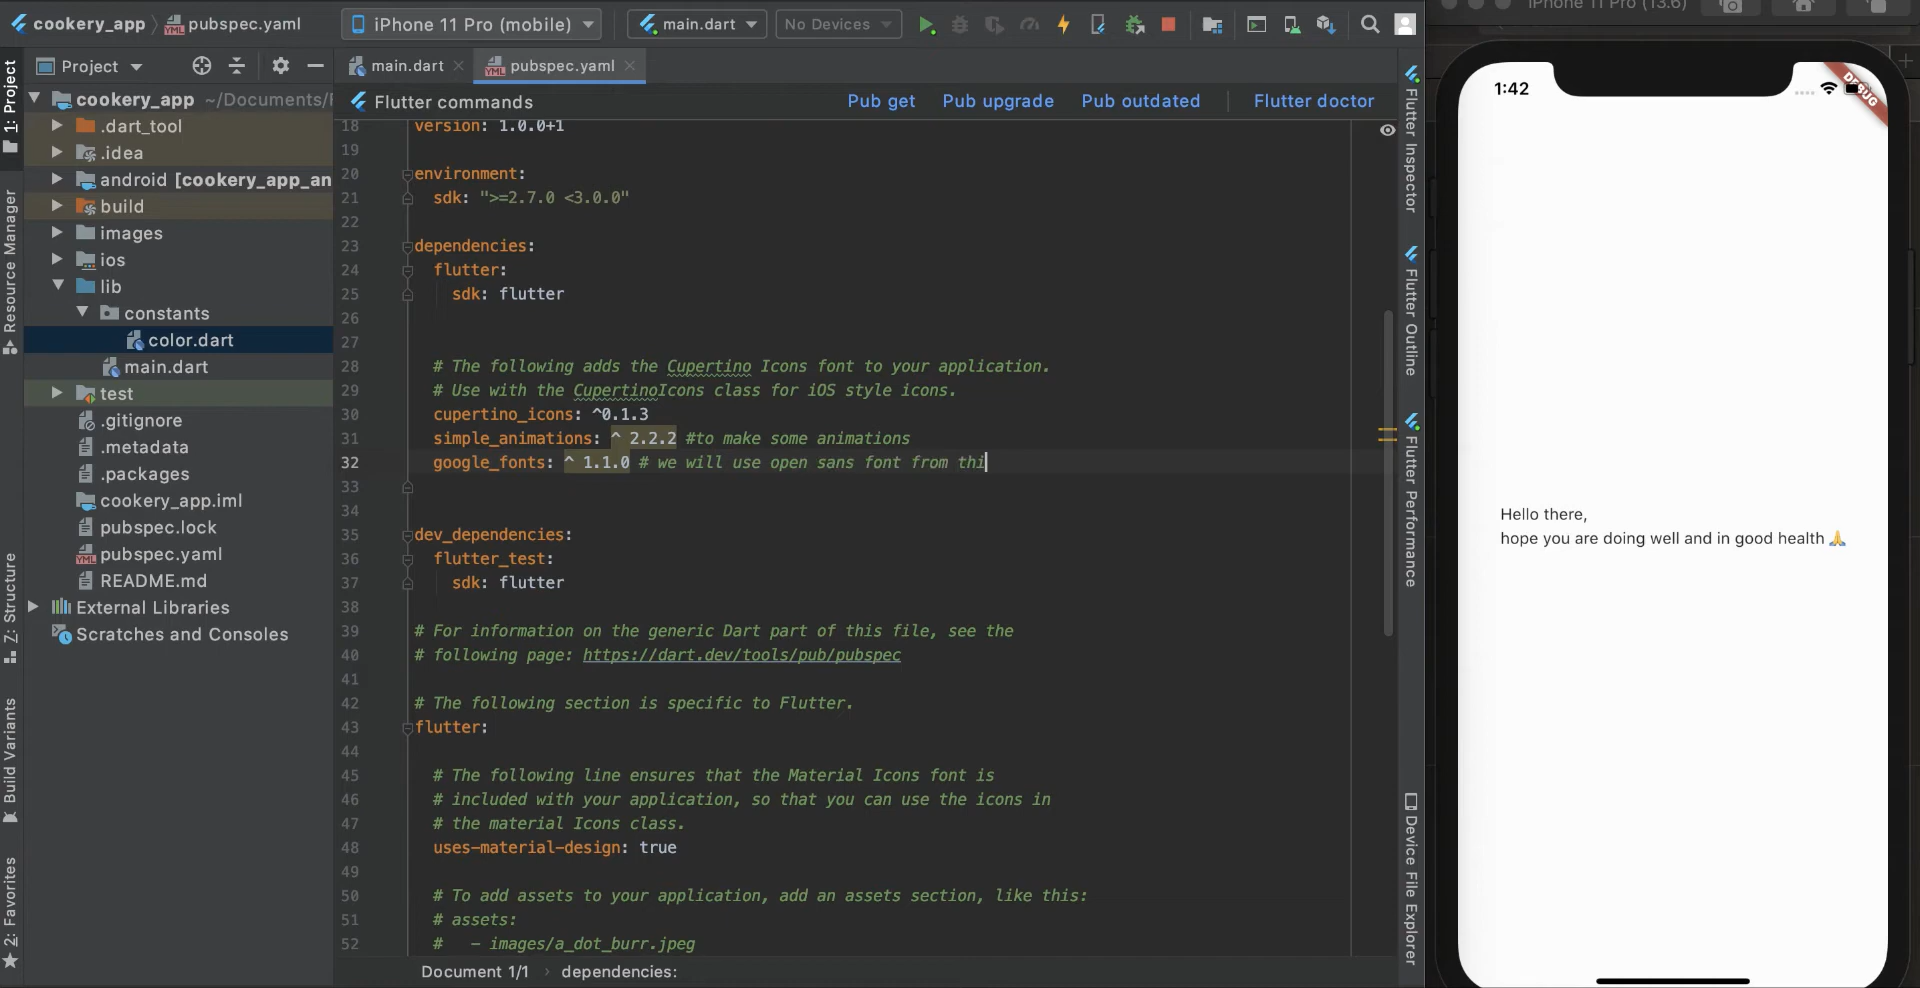 cookery_app
pubspec.yaml
iPhone 11 Pro (mobile)
main.dart
No Devices
iPhone 11 Pro (13.6)
Project
main.dart
pubspec.yaml
Flutter commands
Pub get
Pub upgrade
Pub outdated
Flutter doctor
1: Project
Resource Manager
Z: Structure
Build Variants
2: Favorites
cookery_app ~/Documents/
.dart_tool
.idea
android [cookery_app_an
build
images
ios
lib
constants
color.dart
main.dart
test
.gitignore
.metadata
.packages
cookery_app.iml
pubspec.lock
pubspec.yaml
README.md
External Libraries
Scratches and Consoles
18 version: 1.0.0+1
19
20 environment:
21 sdk: ">=2.7.0 <3.0.0"
22
23 dependencies:
24 flutter:
25 sdk: flutter
26
27
28 # The following adds the Cupertino Icons font to your application.
29 # Use with the CupertinoIcons class for iOS style icons.
30 cupertino_icons: ^0.1.3
31 simple_animations: ^ 2.2.2 #to make some animations
32 google_fonts: ^ 1.1.0 # we will use open sans font from thi
33
34
35 dev_dependencies:
36 flutter_test:
37 sdk: flutter
38
39 # For information on the generic Dart part of this file, see the
40 # following page: https://dart.dev/tools/pub/pubspec
41
42 # The following section is specific to Flutter.
43 flutter:
44
45 # The following line ensures that the Material Icons font is
46 # included with your application, so that you can use the icons in
47 # the material Icons class.
48 uses-material-design: true
49
50 # To add assets to your application, add an assets section, like this:
51 # assets:
52 # - images/a_dot_burr.jpeg
Document 1/1 › dependencies:
Flutter Inspector
Flutter Outline
Flutter Performance
Device File Explorer
1:42
DEBUG
Hello there,
hope you are doing well and in good health 🙏